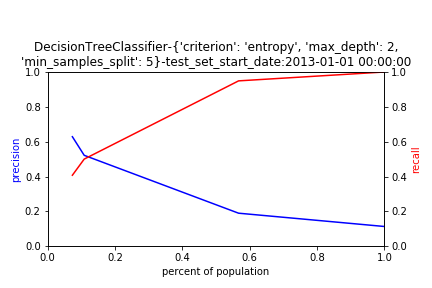 DecisionTreeClassifier-{'criterion': 'entropy', 'max_depth': 2,
'min_samples_split': 5}-test_set_start_date:2013-01-01 00:00:00
1.0
0.8
0.6
0.4
0.2
0.0
precision
1.0
0.8
0.6
0.4
0.2
0.0
recall
0.0 0.2 0.4 0.6 0.8 1.0
percent of population